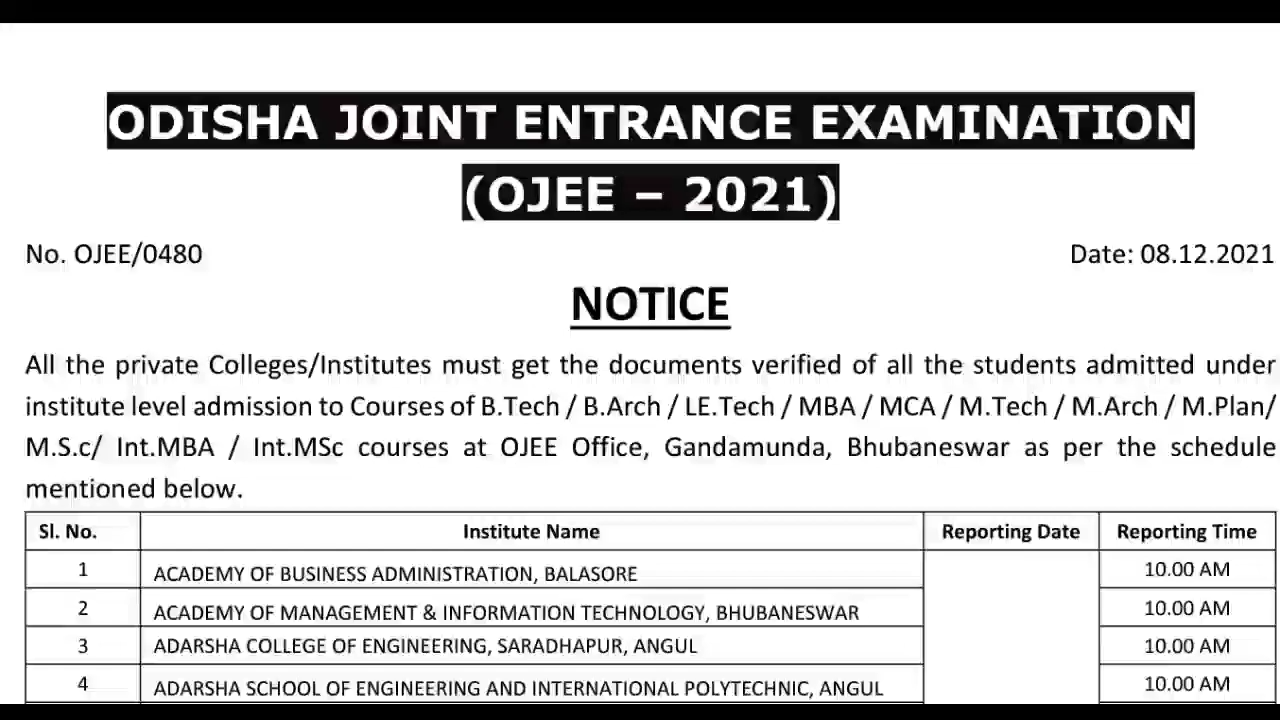 ODISHA JOINT ENTRANCE EXAMINATION
(OJEE – 2021)
No. OJEE/0480 Date: 08.12.2021
NOTICE
All the private Colleges/Institutes must get the documents verified of all the students admitted under
institute level admission to Courses of B.Tech / B.Arch / LE.Tech / MBA / MCA / M.Tech / M.Arch / M.Plan/
M.S.c/ Int.MBA / Int.MSc courses at OJEE Office, Gandamunda, Bhubaneswar as per the schedule
mentioned below.
Sl. No. Institute Name Reporting Date Reporting Time
1 ACADEMY OF BUSINESS ADMINISTRATION, BALASORE 10.00 AM
2 ACADEMY OF MANAGEMENT & INFORMATION TECHNOLOGY, BHUBANESWAR 10.00 AM
3 ADARSHA COLLEGE OF ENGINEERING, SARADHAPUR, ANGUL 10.00 AM
4 ADARSHA SCHOOL OF ENGINEERING AND INTERNATIONAL POLYTECHNIC, ANGUL 10.00 AM